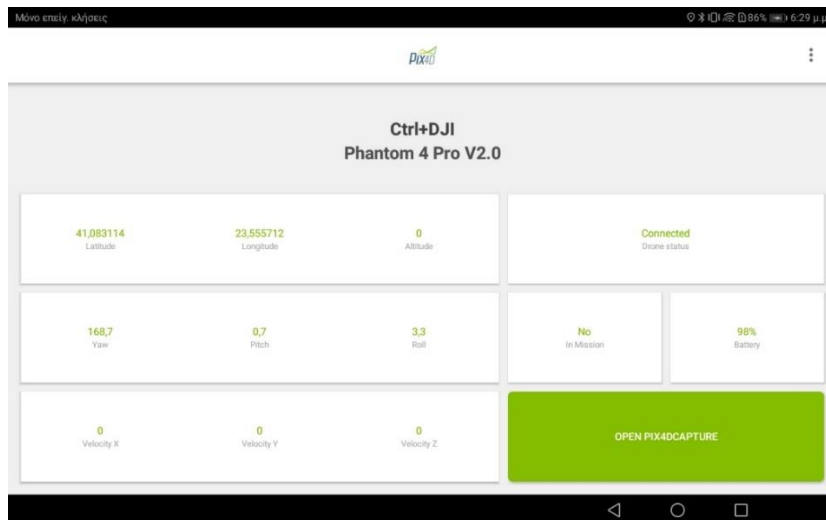 Μόνο επείγ. κλήσεις
86% 6:29 μ.μ
Pix4D
Ctrl+DJI
Phantom 4 Pro V2.0
41,083114 23,555712 0
Latitude Longitude Altitude
Connected
Drone status
168,7 0,7 3,3
Yaw Pitch Roll
No
In Mission
98%
Battery
0 0 0
Velocity X Velocity Y Velocity Z
OPEN PIX4DCAPTURE